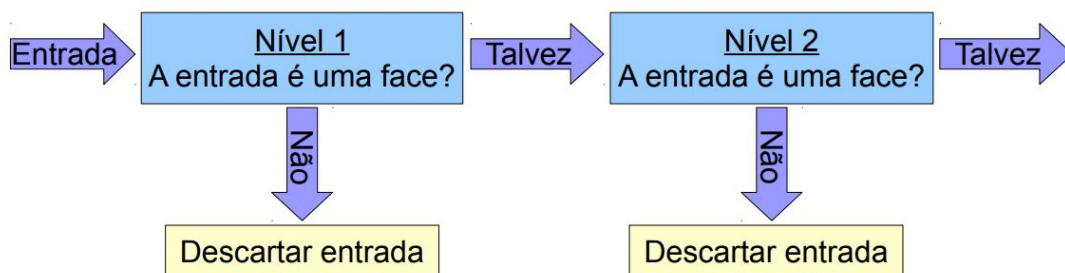 Entrada
Nível 1
A entrada é uma face?
Talvez
Nível 2
A entrada é uma face?
Talvez
Não
Não
Descartar entrada
Descartar entrada